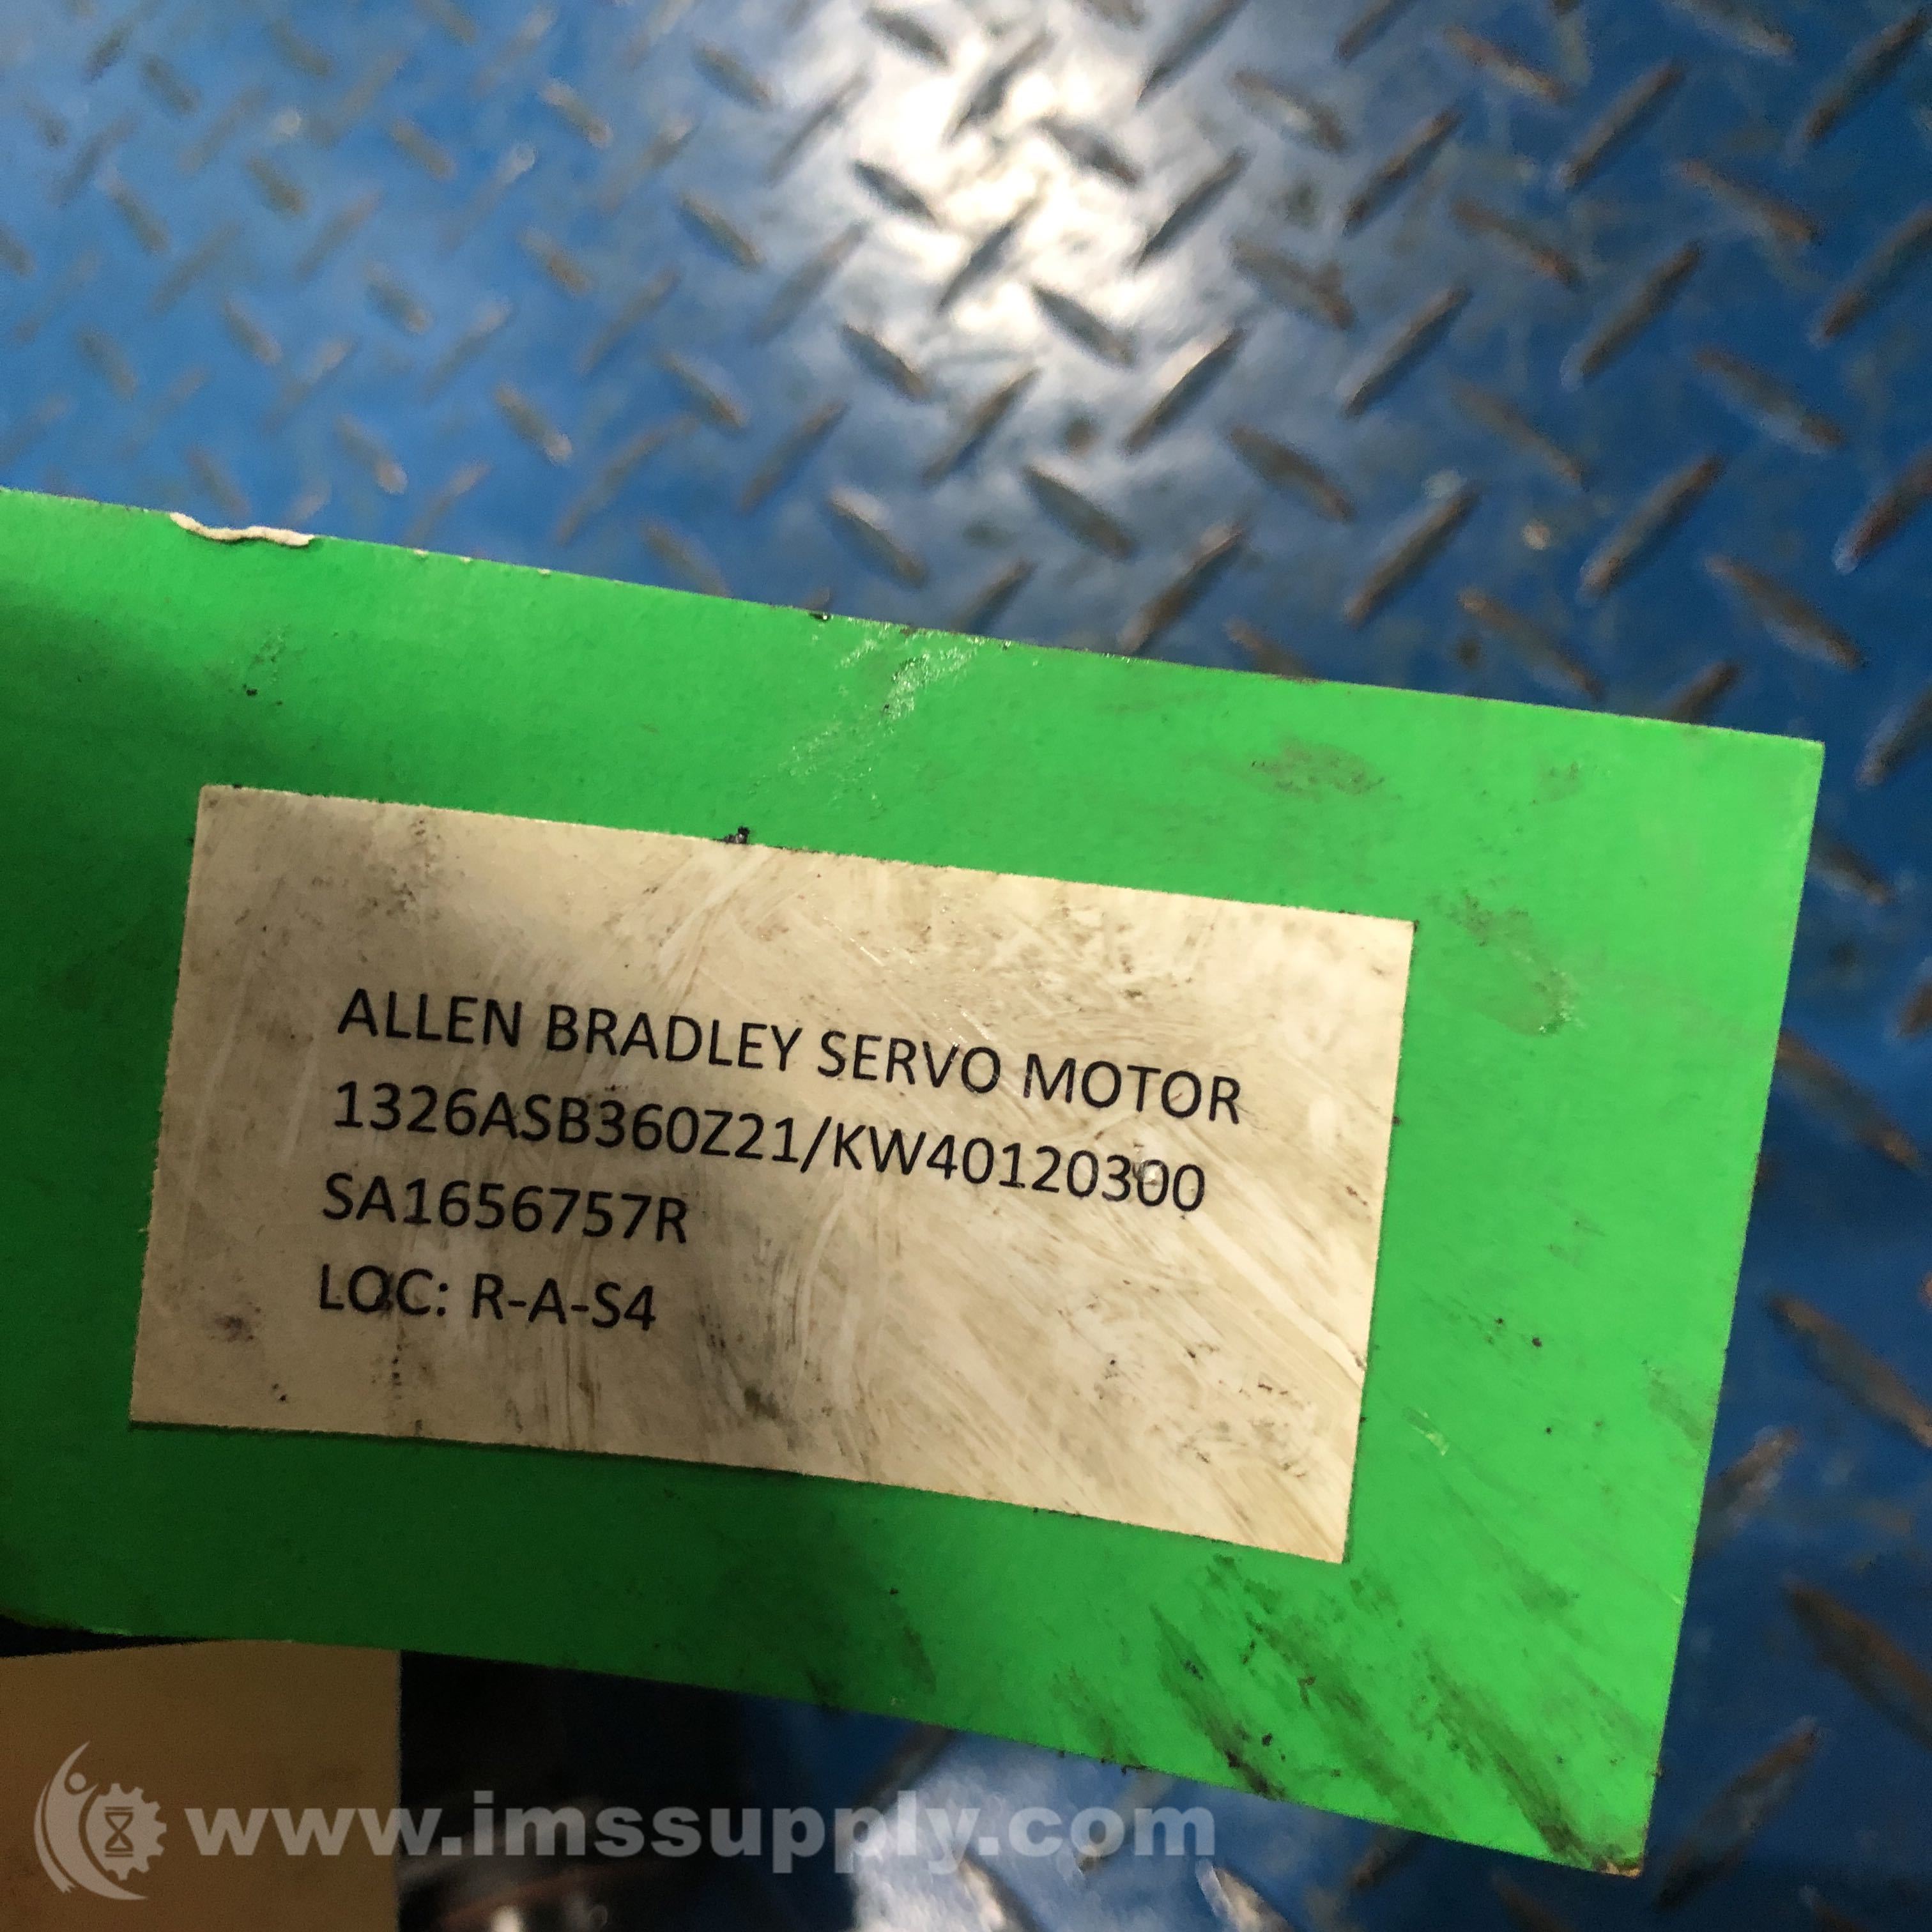 ALLEN BRADLEY SERVO MOTOR
1326ASB360Z21/KW40120300
SA1656757R
LOC: R-A-S4
www.imssupply.com